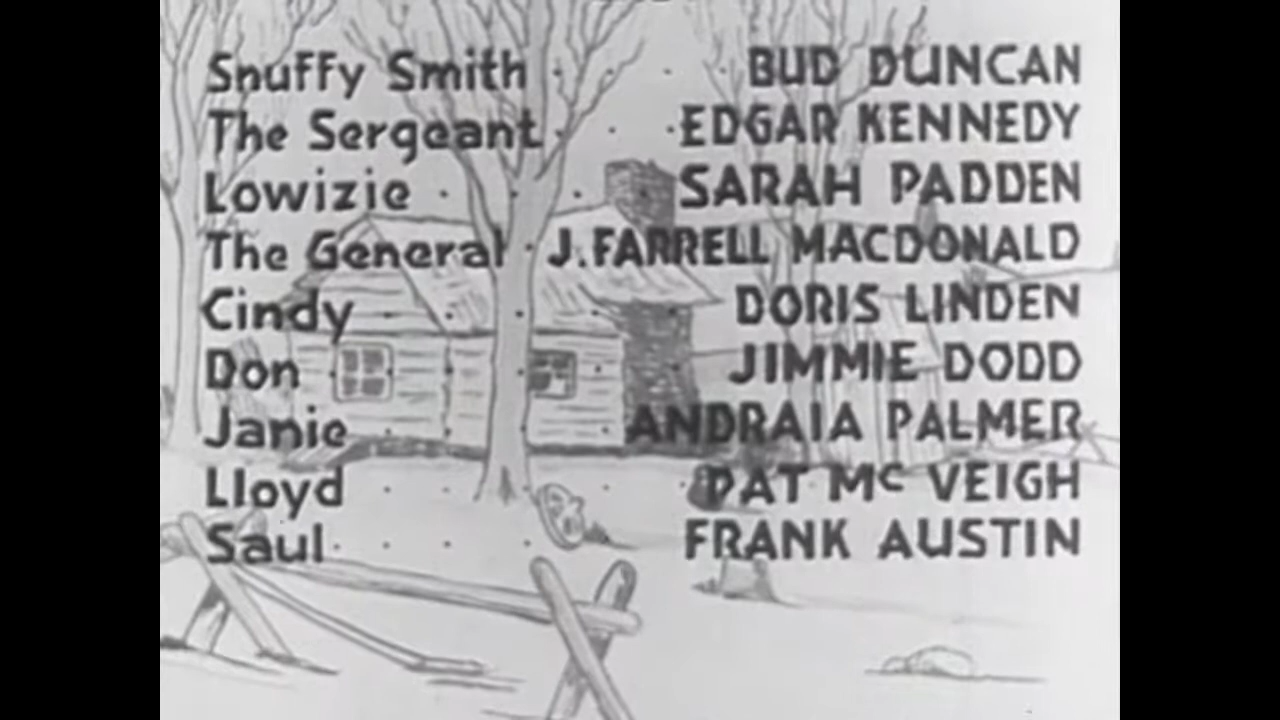 Snuffy Smith . . . . BUD DUNCAN
The Sergeant . . . EDGAR KENNEDY
Lowizie . . . SARAH PADDEN
The General . J. FARRELL MACDONALD
Cindy . . . . . DORIS LINDEN
Don . . . . . . JIMMIE DODD
Janie . . . . ANDRAIA PALMER
Lloyd . . . . . PAT MC VEIGH
Saul . . . . FRANK AUSTIN